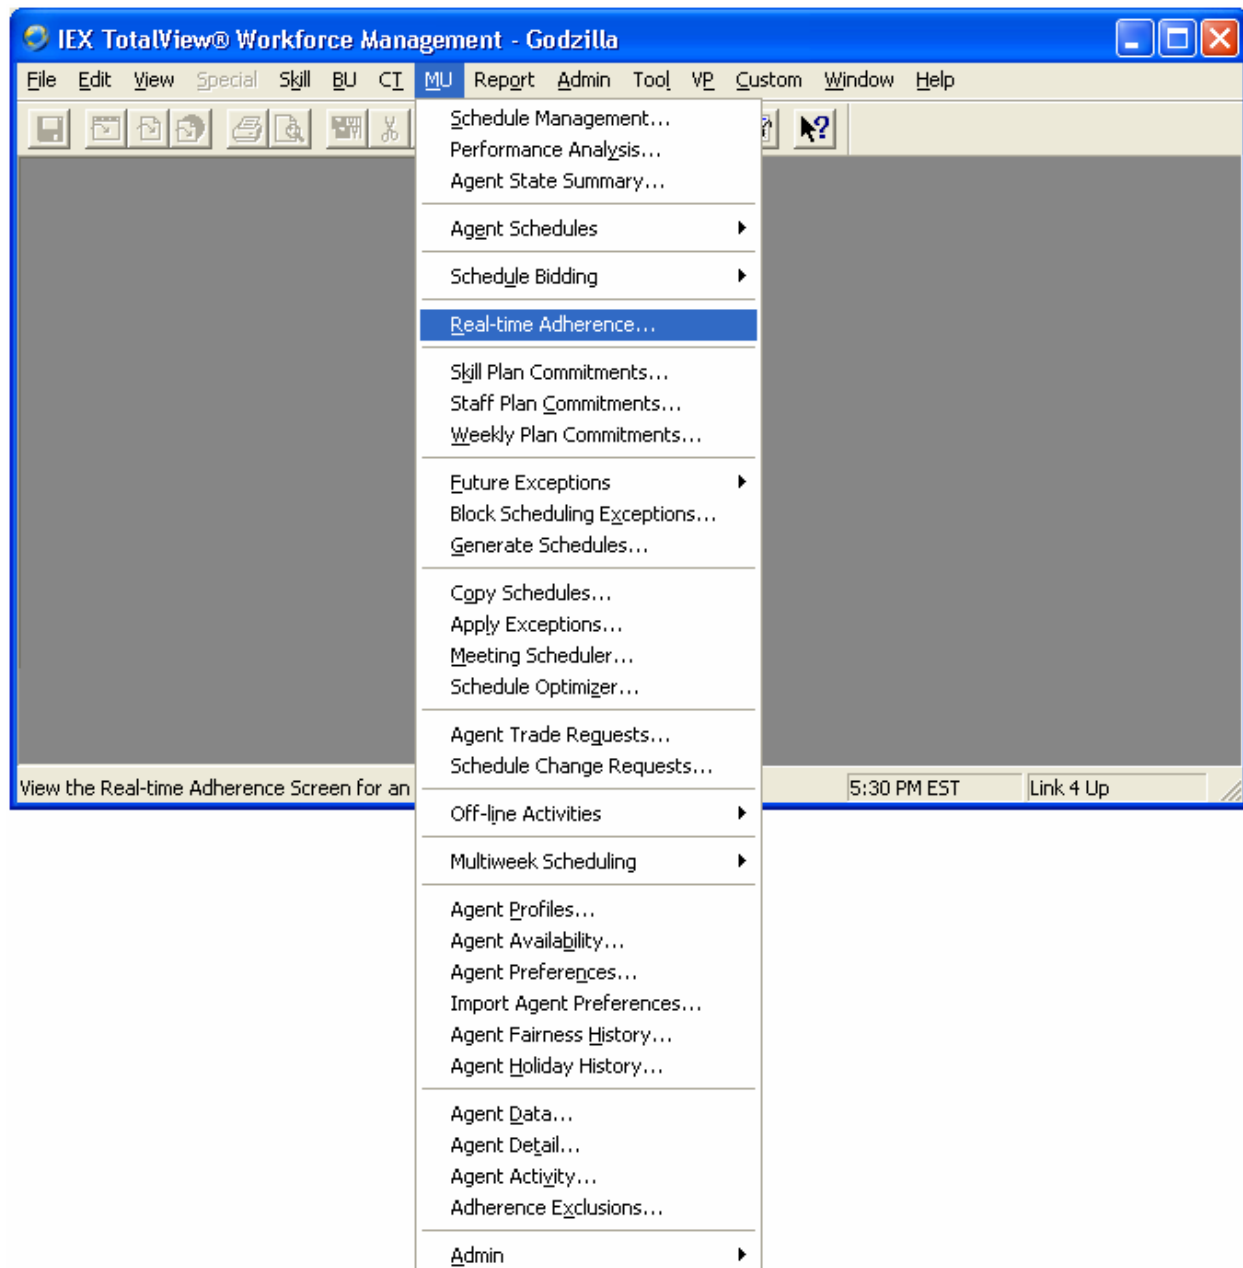 IEX TotalView® Workforce Management - Godzilla
File Edit View Special Skill BU CT MU Report Admin Tool VP Custom Window Help
Schedule Management...
Performance Analysis...
Agent State Summary...
Agent Schedules
Schedule Bidding
Real-time Adherence...
Skill Plan Commitments...
Staff Plan Commitments...
Weekly Plan Commitments...
Future Exceptions
Block Scheduling Exceptions...
Generate Schedules...
Copy Schedules...
Apply Exceptions...
Meeting Scheduler...
Schedule Optimizer...
Agent Trade Requests...
Schedule Change Requests...
View the Real-time Adherence Screen for an 5:30 PM EST Link 4 Up
Off-line Activities
Multiweek Scheduling
Agent Profiles...
Agent Availability...
Agent Preferences...
Import Agent Preferences...
Agent Fairness History...
Agent Holiday History...
Agent Data...
Agent Detail...
Agent Activity...
Adherence Exclusions...
Admin